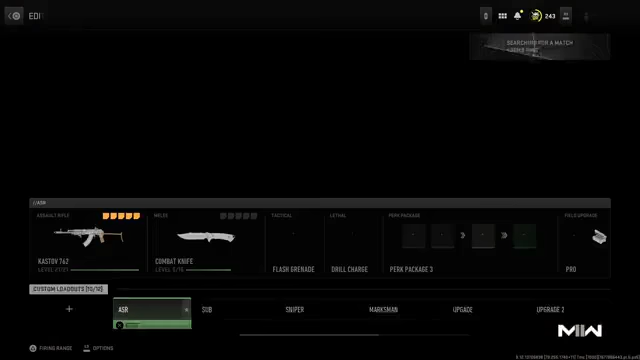 EDI
243
SEARCHING FOR A MATCH
//ASR
ASSAULT RIFLE
MELEE
TACTICAL
LETHAL
PERK PACKAGE
FIELD UPGRADE
KASTOV 762
COMBAT KNIFE
FLASH GRENADE
DRILL CHARGE
PERK PACKAGE 3
PRO
CUSTOM LOADOUTS [10/10]
+
ASR
SUB
SNIPER
MARKSMAN
UPGADE
UPGRADE 2
MW
FIRING RANGE
OPTIONS